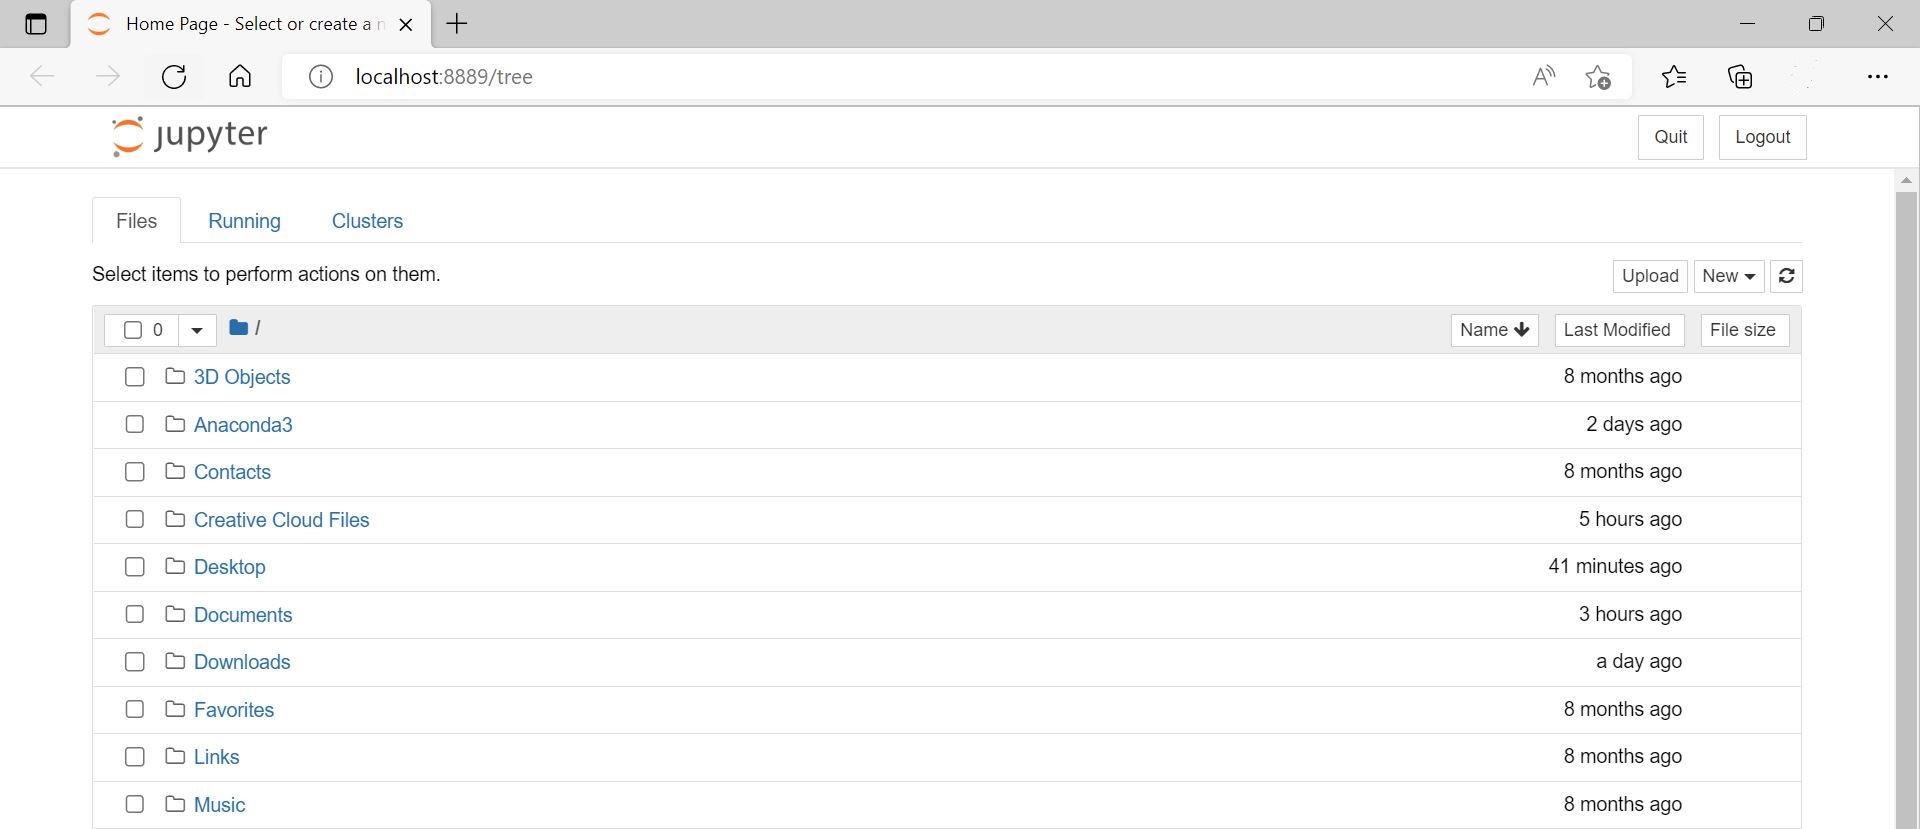 Home Page - Select or create a n
localhost:8889/tree
jupyter
Quit Logout
Files Running Clusters
Select items to perform actions on them.
Upload New
0 / Name Last Modified File size
3D Objects 8 months ago
Anaconda3 2 days ago
Contacts 8 months ago
Creative Cloud Files 5 hours ago
Desktop 41 minutes ago
Documents 3 hours ago
Downloads a day ago
Favorites 8 months ago
Links 8 months ago
Music 8 months ago